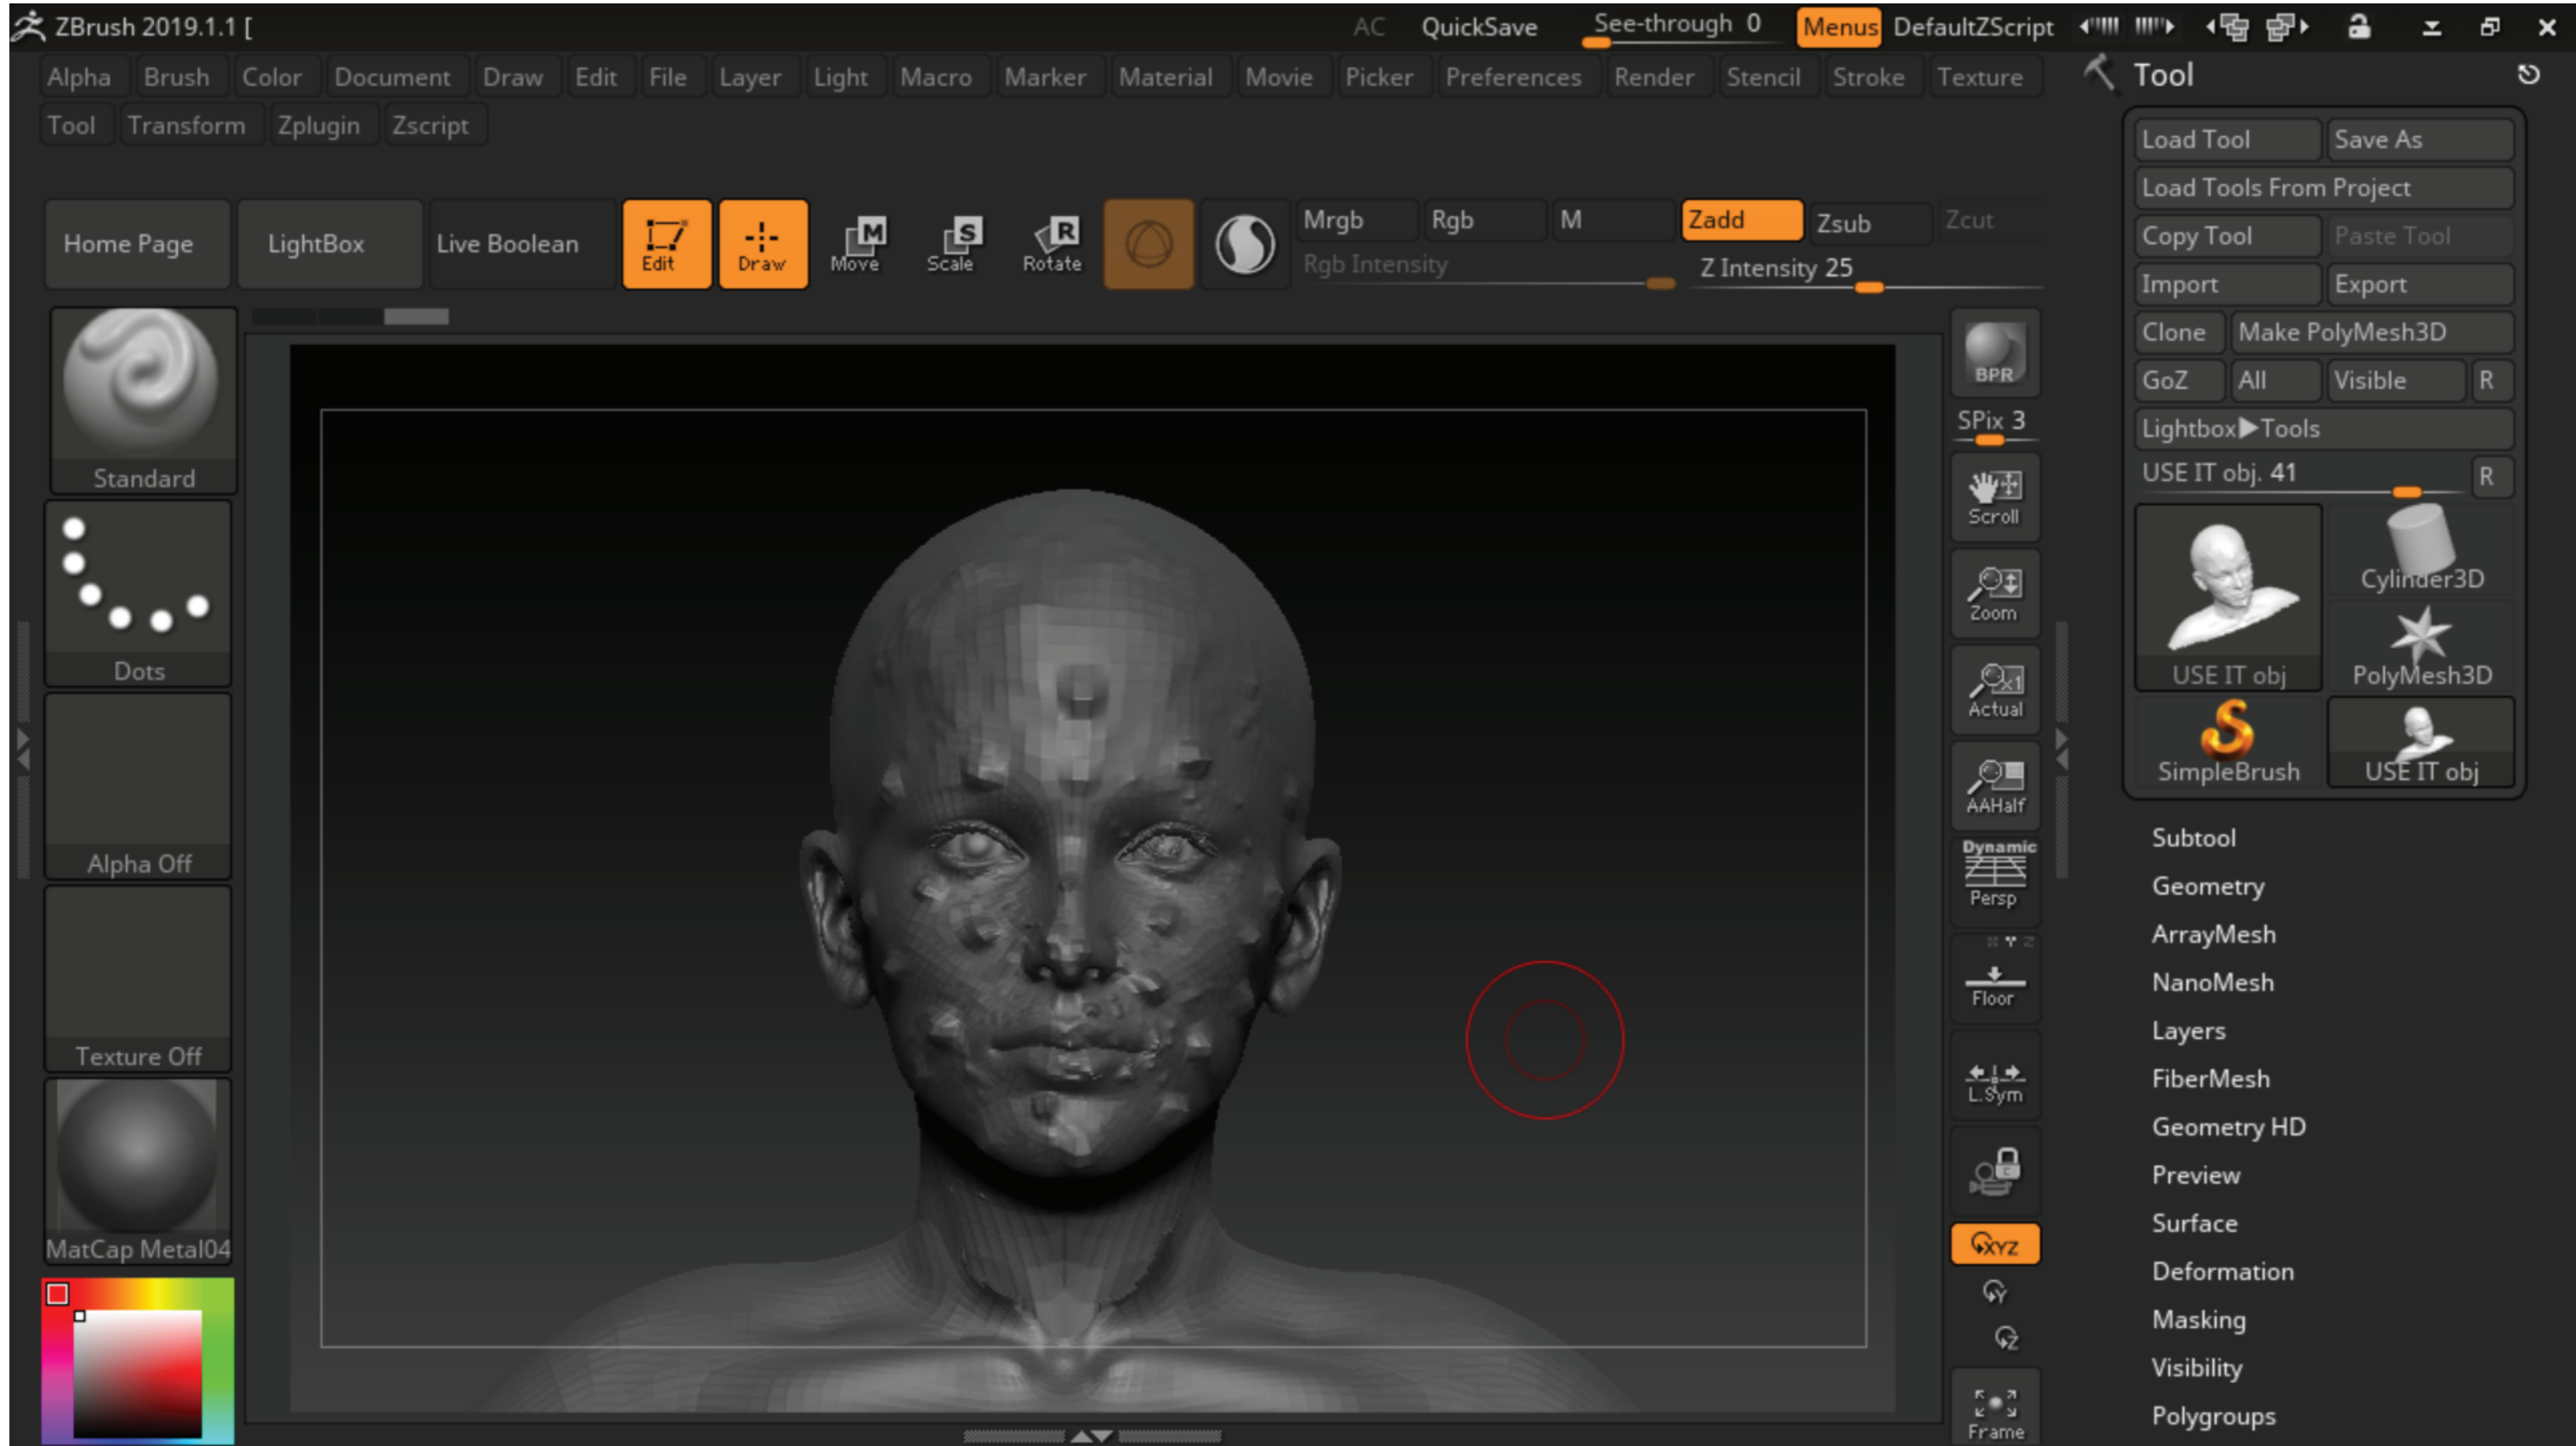 ZBrush 2019.1.1 [ AC QuickSave See-through 0 Menus DefaultZScript
Alpha Brush Color Document Draw Edit File Layer Light Macro Marker Material Movie Picker Preferences Render Stencil Stroke Texture
Tool Transform Zplugin Zscript
Home Page LightBox Live Boolean Edit Draw Move Scale Rotate
M S R
Mrgb Rgb M Zadd Zsub Zcut
Rgb Intensity Z Intensity 25
Standard
Dots
Alpha Off
Texture Off
MatCap Metal04
BPR
SPix 3
Scroll
Zoom
x1
Actual
AAHalf
Dynamic
Persp
X Y Z
Floor
L.Sym
XYZ
Y
Z
Frame
Tool
Load Tool Save As
Load Tools From Project
Copy Tool Paste Tool
Import Export
Clone Make PolyMesh3D
GoZ All Visible R
Lightbox▶Tools
USE IT obj. 41 R
USE IT obj Cylinder3D
PolyMesh3D
SimpleBrush USE IT obj
Subtool
Geometry
ArrayMesh
NanoMesh
Layers
FiberMesh
Geometry HD
Preview
Surface
Deformation
Masking
Visibility
Polygroups